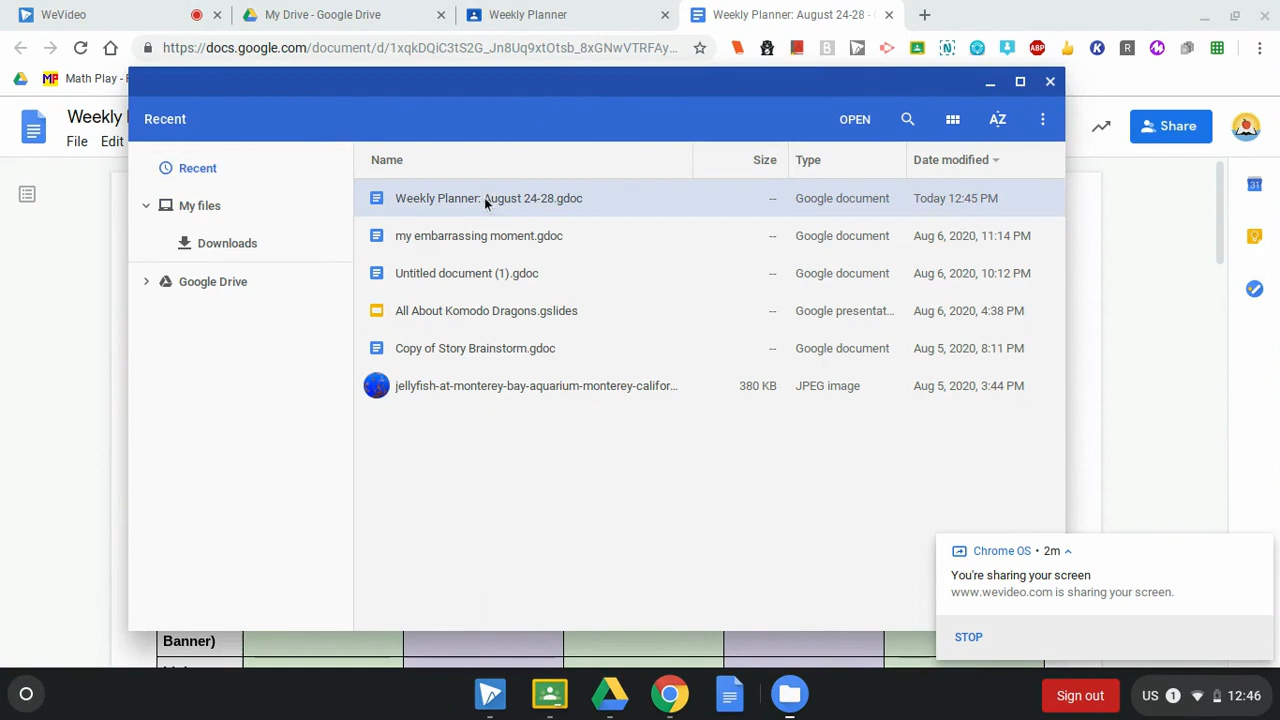 WeVideo
My Drive - Google Drive
Weekly Planner
Weekly Planner: August 24-28 -
https://docs.google.com/document/d/1xqkDQiC3tS2G_Jn8Uq9xtOtsb_8xGNwVTRFAy...
Math Play -
Weekly
File Edit
Share
Recent
OPEN
AZ
Recent
My files
Downloads
Google Drive
Name Size Type Date modified
Weekly Planner: August 24-28.gdoc -- Google document Today 12:45 PM
my embarrassing moment.gdoc -- Google document Aug 6, 2020, 11:14 PM
Untitled document (1).gdoc -- Google document Aug 6, 2020, 10:12 PM
All About Komodo Dragons.gslides -- Google presentat... Aug 6, 2020, 4:38 PM
Copy of Story Brainstorm.gdoc -- Google document Aug 5, 2020, 8:11 PM
jellyfish-at-monterey-bay-aquarium-monterey-califor... 380 KB JPEG image Aug 5, 2020, 3:44 PM
Chrome OS • 2m
You're sharing your screen
www.wevideo.com is sharing your screen.
STOP
Banner)
Sign out
US 1 12:46